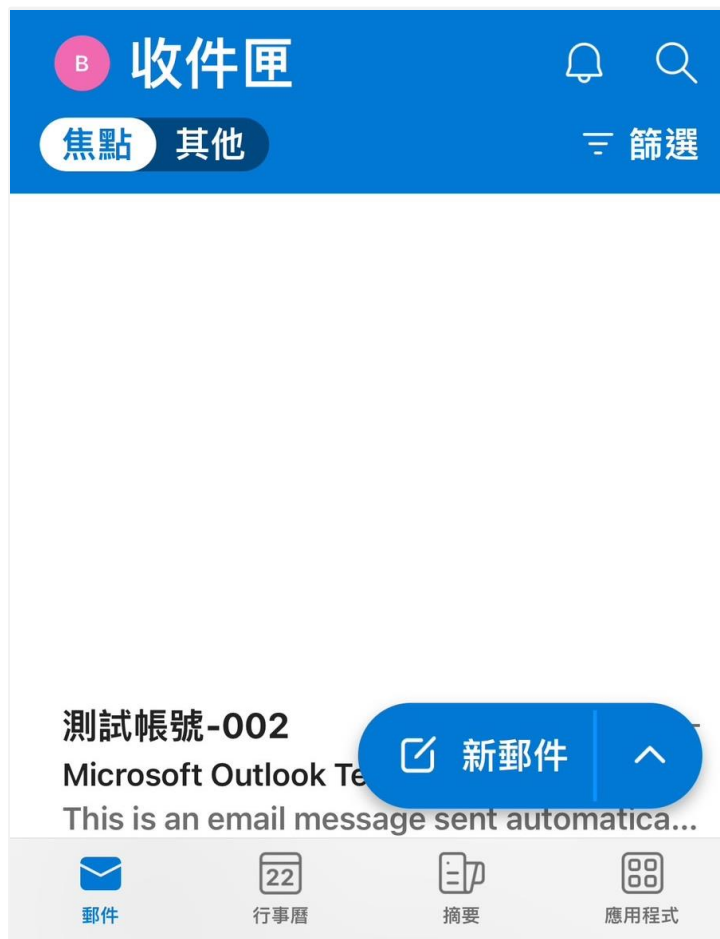 B 收件匣
焦點 其他 篩選
測試帳號-002
Microsoft Outlook Te
新郵件
This is an email message sent automatica...
22
郵件 行事曆 摘要 應用程式